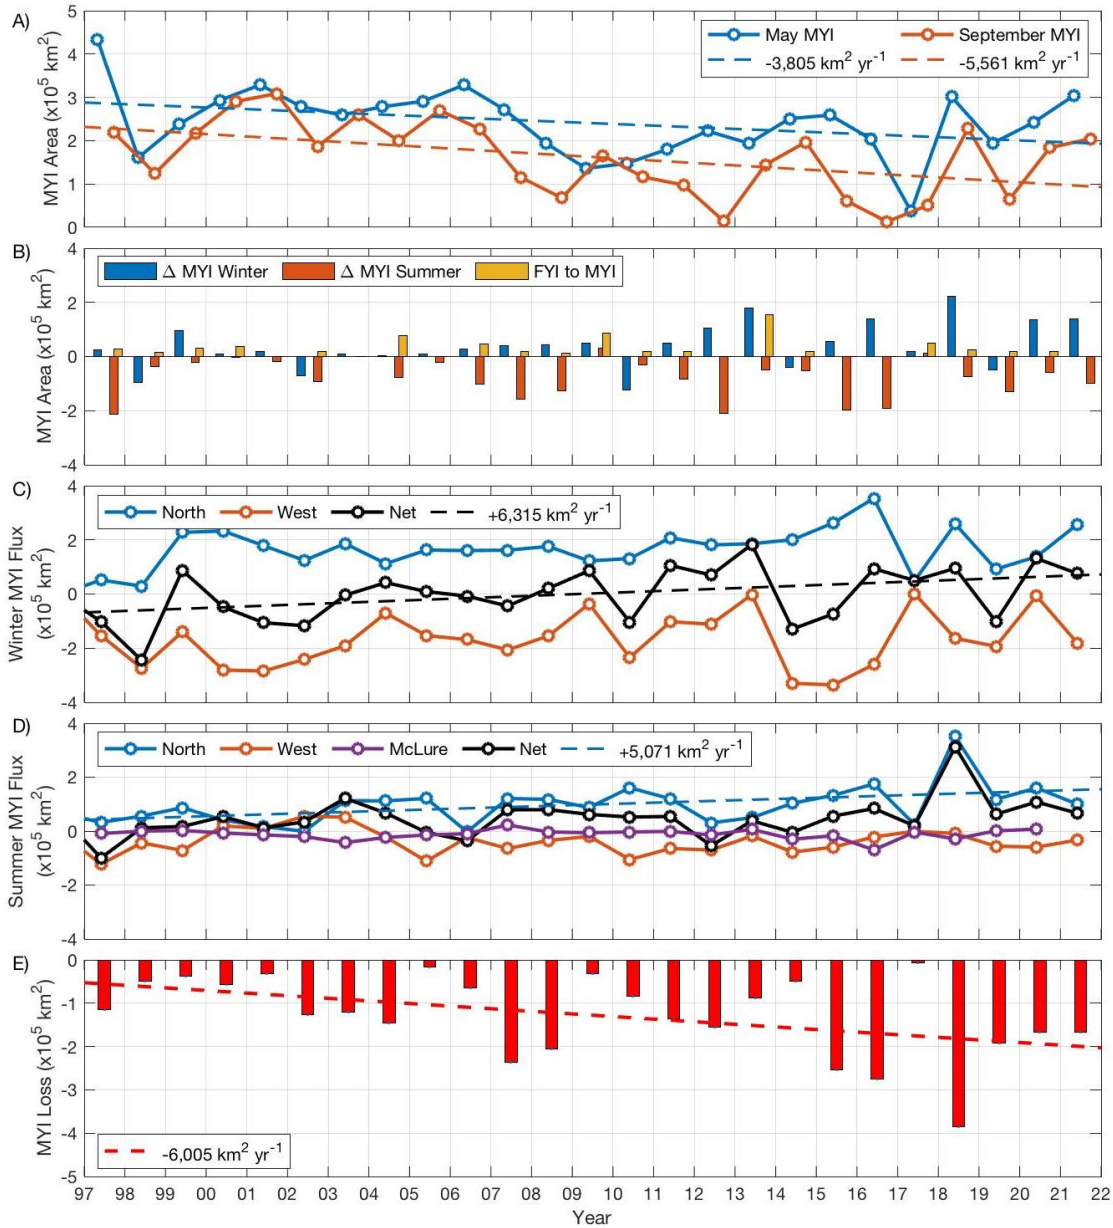 A)
MYI Area (x10⁵ km²)
5
4
3
2
1
0
May MYI
September MYI
-3,805 km² yr⁻¹
-5,561 km² yr⁻¹
B)
MYI Area (x10⁵ km²)
4
2
0
-2
-4
Δ MYI Winter
Δ MYI Summer
FYI to MYI
C)
Winter MYI Flux
(x10⁵ km²)
4
2
0
-2
-4
North
West
Net
+6,315 km² yr⁻¹
D)
Summer MYI Flux
(x10⁵ km²)
4
2
0
-2
-4
North
West
McLure
Net
+5,071 km² yr⁻¹
E)
MYI Loss (x10⁵ km²)
0
-1
-2
-3
-4
-5
-6,005 km² yr⁻¹
97 98 99 00 01 02 03 04 05 06 07 08 09 10 11 12 13 14 15 16 17 18 19 20 21 22
Year